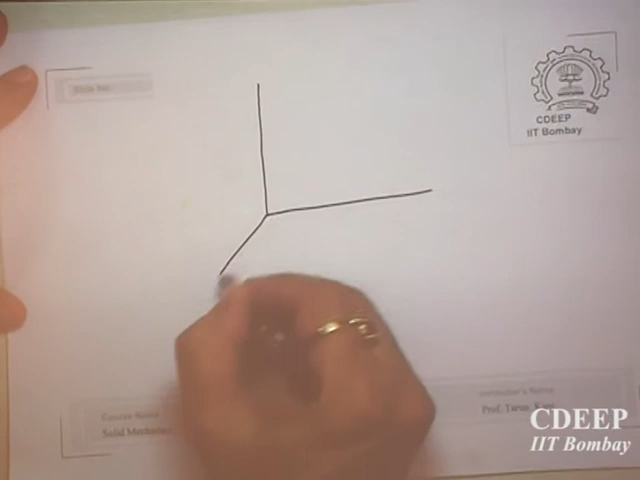 Slide No.
CDEEP
IIT Bombay
Course Name
Solid Mechanics
Instructor's Name
Prof. Tarun Kant
CDEEP
IIT Bombay